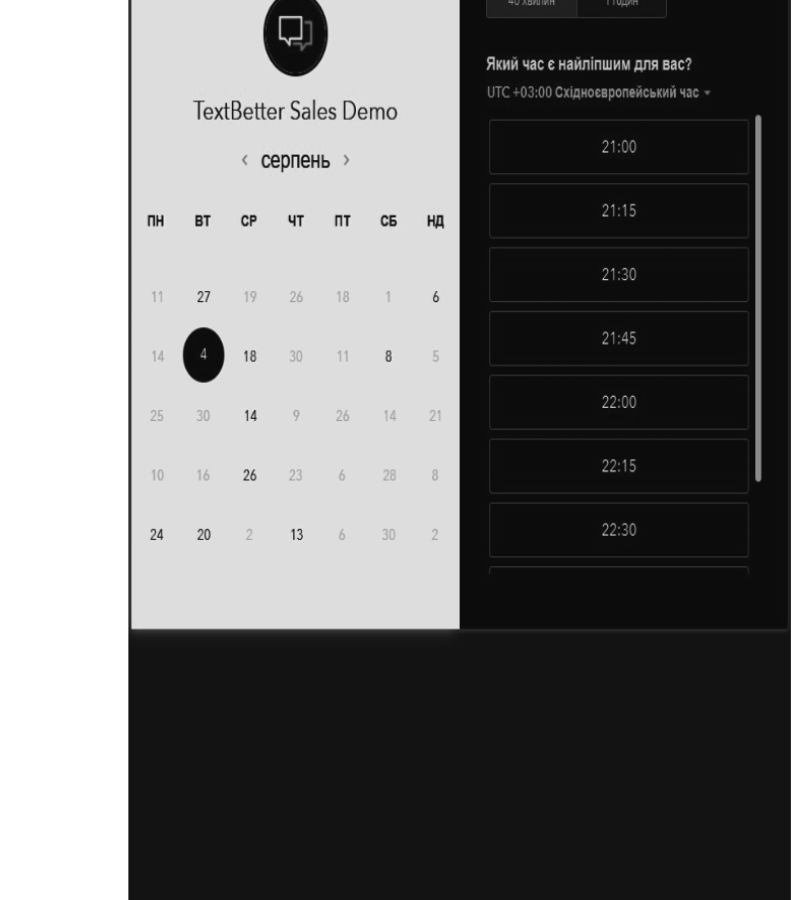 40 хвилин 1 годин
TextBetter Sales Demo
‹ серпень ›
ПН ВТ СР ЧТ ПТ СБ НД
11 27 19 26 18 1 6
14 4 18 30 11 8 5
25 30 14 9 26 14 21
10 16 26 23 6 28 8
24 20 2 13 6 30 2
Який час є найліпшим для вас?
UTC +03:00 Східноєвропейський час
21:00
21:15
21:30
21:45
22:00
22:15
22:30